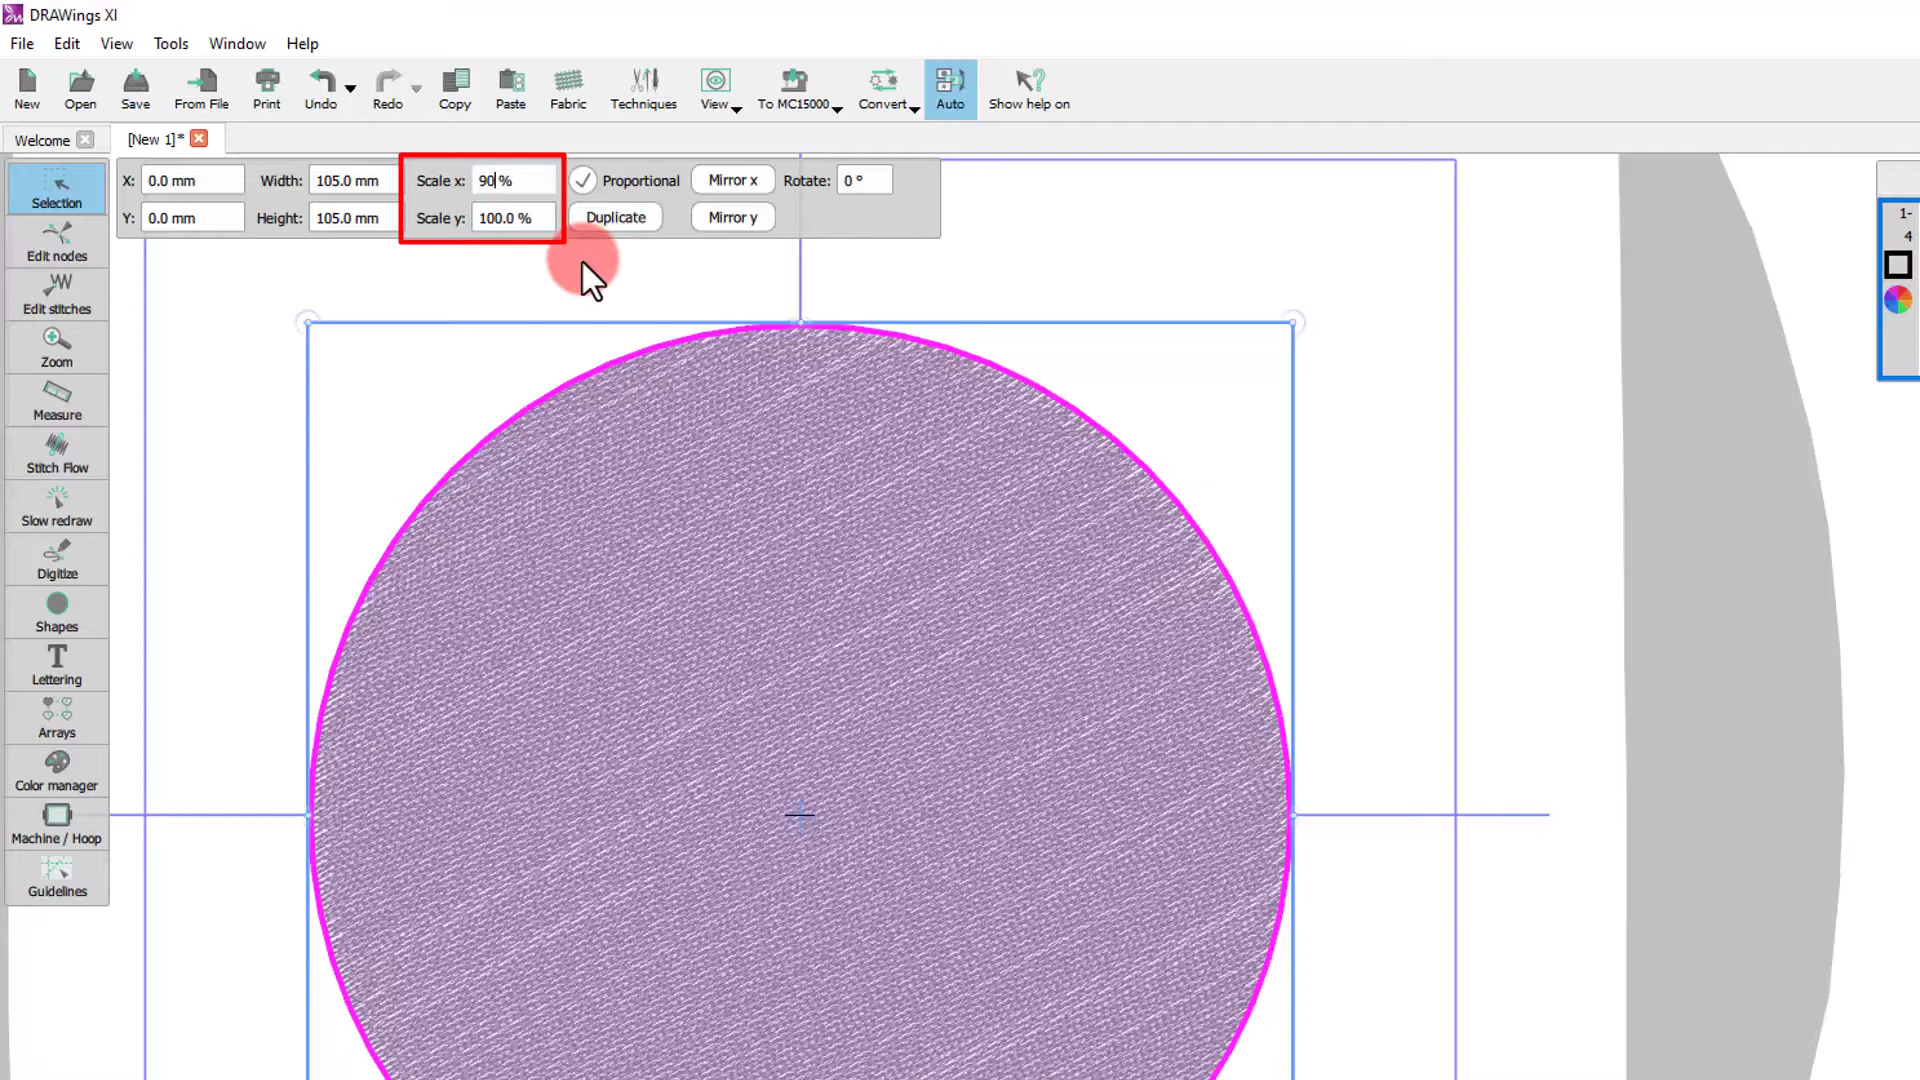 DRAWings XI
File Edit View Tools Window Help
New Open Save From File Print Undo Redo Copy Paste Fabric Techniques View To MC15000 Convert Auto Show help on
Welcome [New 1]*
X: 0.0 mm Width: 105.0 mm Scale x: 90% Proportional Mirror x Rotate: 0 °
Y: 0.0 mm Height: 105.0 mm Scale y: 100.0 % Duplicate Mirror y
Selection
Edit nodes
Edit stitches
Zoom
Measure
Stitch Flow
Slow redraw
Digitize
Shapes
Lettering
Arrays
Color manager
Machine / Hoop
Guidelines
1-
4